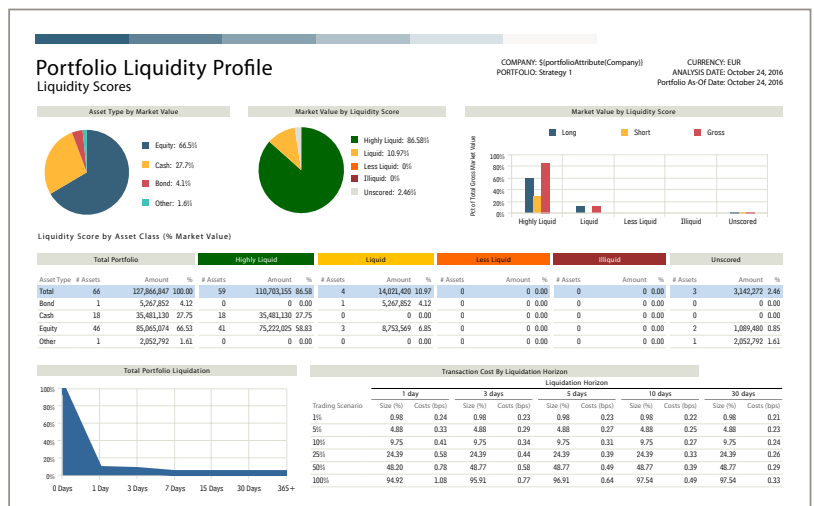 Portfolio Liquidity Profile
Liquidity Scores
COMPANY: $(portfolioAttribute(Company))
PORTFOLIO: Strategy 1
CURRENCY: EUR
ANALYSIS DATE: October 24, 2016
Portfolio As-Of Date: October 24, 2016
Asset Type by Market Value
Equity: 66.5%
Cash: 27.7%
Bond: 4.1%
Other: 1.6%
Market Value by Liquidity Score
Highly Liquid: 86.58%
Liquid: 10.97%
Less Liquid: 0%
Illiquid: 0%
Unscored: 2.46%
Market Value by Liquidity Score
Long Short Gross
Pct of Total Gross Market Value
100%
80%
60%
40%
20%
0%
Highly Liquid Liquid Less Liquid Illiquid Unscored
Liquidity Score by Asset Class (% Market Value)
Total Portfolio Highly Liquid Liquid Less Liquid Illiquid Unscored
Asset Type # Assets Amount % # Assets Amount % # Assets Amount % # Assets Amount % # Assets Amount % # Assets Amount %
Total 66 127,866,847 100.00 59 110,703,155 86.58 4 14,021,420 10.97 0 0 0.00 0 0 0.00 3 3,142,272 2.46
Bond 1 5,267,852 4.12 0 0 0.00 1 5,267,852 4.12 0 0 0.00 0 0 0.00 0 0 0.00
Cash 18 35,481,130 27.75 18 35,481,130 27.75 0 0 0.00 0 0 0.00 0 0 0.00 0 0 0.00
Equity 46 85,065,074 66.53 41 75,222,025 58.83 3 8,753,569 6.85 0 0 0.00 0 0 0.00 2 1,089,480 0.85
Other 1 2,052,792 1.61 0 0 0.00 0 0 0.00 0 0 0.00 0 0 0.00 1 2,052,792 1.61
Total Portfolio Liquidation
100%
80%
60%
40%
20%
0%
0 Days 1 Day 3 Days 7 Days 15 Days 30 Days 365+
Transaction Cost By Liquidation Horizon
Liquidation Horizon
1 day 3 days 5 days 10 days 30 days
Trading Scenario Size (%) Costs (bps) Size (%) Costs (bps) Size (%) Costs (bps) Size (%) Costs (bps) Size (%) Costs (bps)
1% 0.98 0.24 0.98 0.23 0.98 0.23 0.98 0.22 0.98 0.21
5% 4.88 0.33 4.88 0.29 4.88 0.27 4.88 0.25 4.88 0.23
10% 9.75 0.41 9.75 0.34 9.75 0.31 9.75 0.27 9.75 0.24
25% 24.39 0.58 24.39 0.44 24.39 0.39 24.39 0.33 24.39 0.26
50% 48.20 0.78 48.77 0.58 48.77 0.49 48.77 0.39 48.77 0.29
100% 94.92 1.08 95.91 0.77 96.91 0.64 97.54 0.49 97.54 0.33